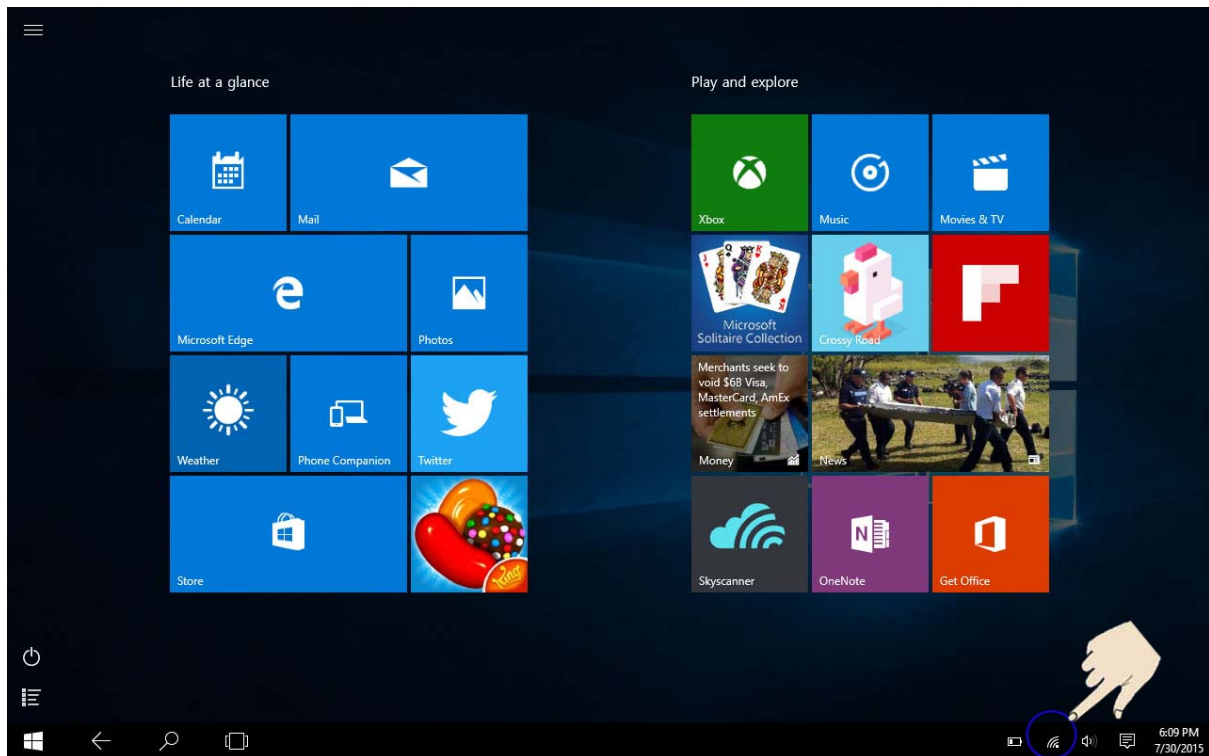 Life at a glance
Play and explore
Calendar
Mail
Xbox
Music
Movies & TV
J Q K
K
Microsoft Edge
Photos
Microsoft
Solitaire Collection
Crossy Road
Merchants seek to
void $6B Visa,
MasterCard, AmEx
settlements
Weather
Phone Companion
Twitter
Money
News
Store
King
Skyscanner
N
OneNote
Get Office
6:09 PM
7/30/2015